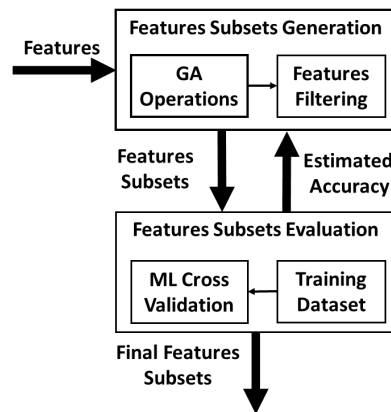 Features Subsets Generation
Features
GA
Operations
Features
Filtering
Features
Subsets
Estimated
Accuracy
Features Subsets Evaluation
ML Cross
Validation
Training
Dataset
Final Features
Subsets